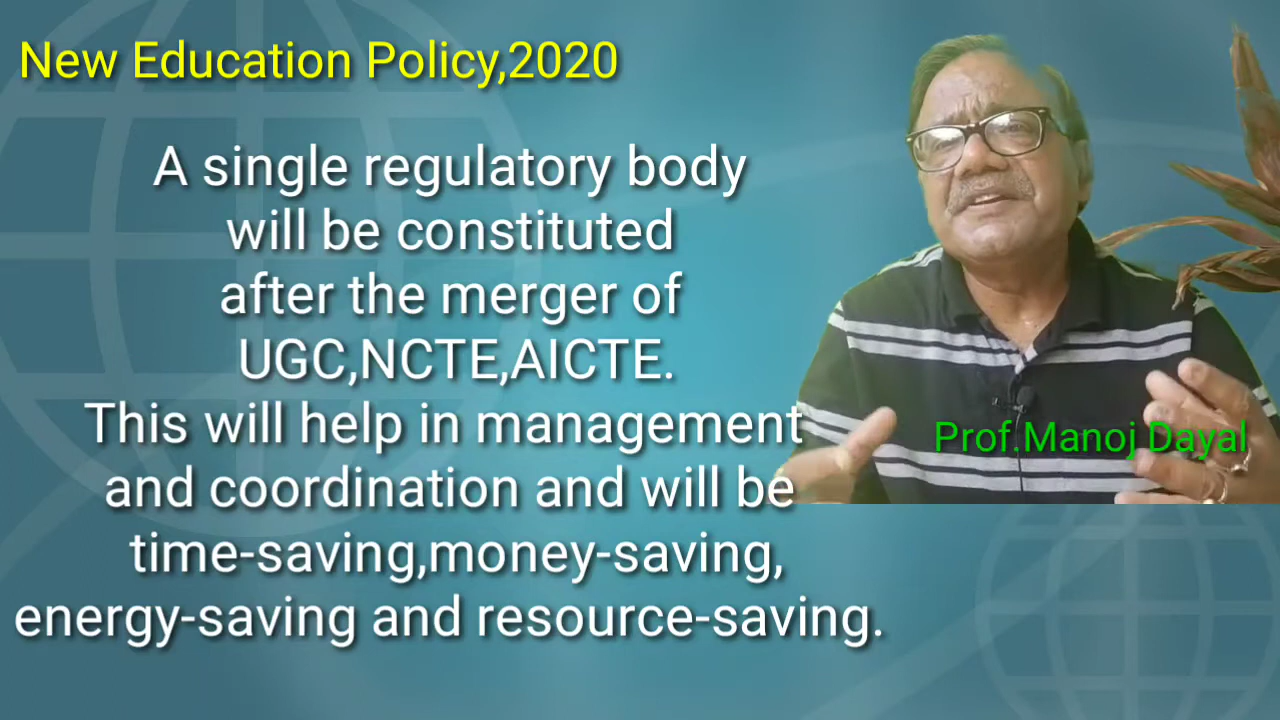 New Education Policy,2020
A single regulatory body
will be constituted
after the merger of
UGC,NCTE,AICTE.
This will help in management
and coordination and will be
time-saving,money-saving,
energy-saving and resource-saving.
Prof.Manoj Dayal